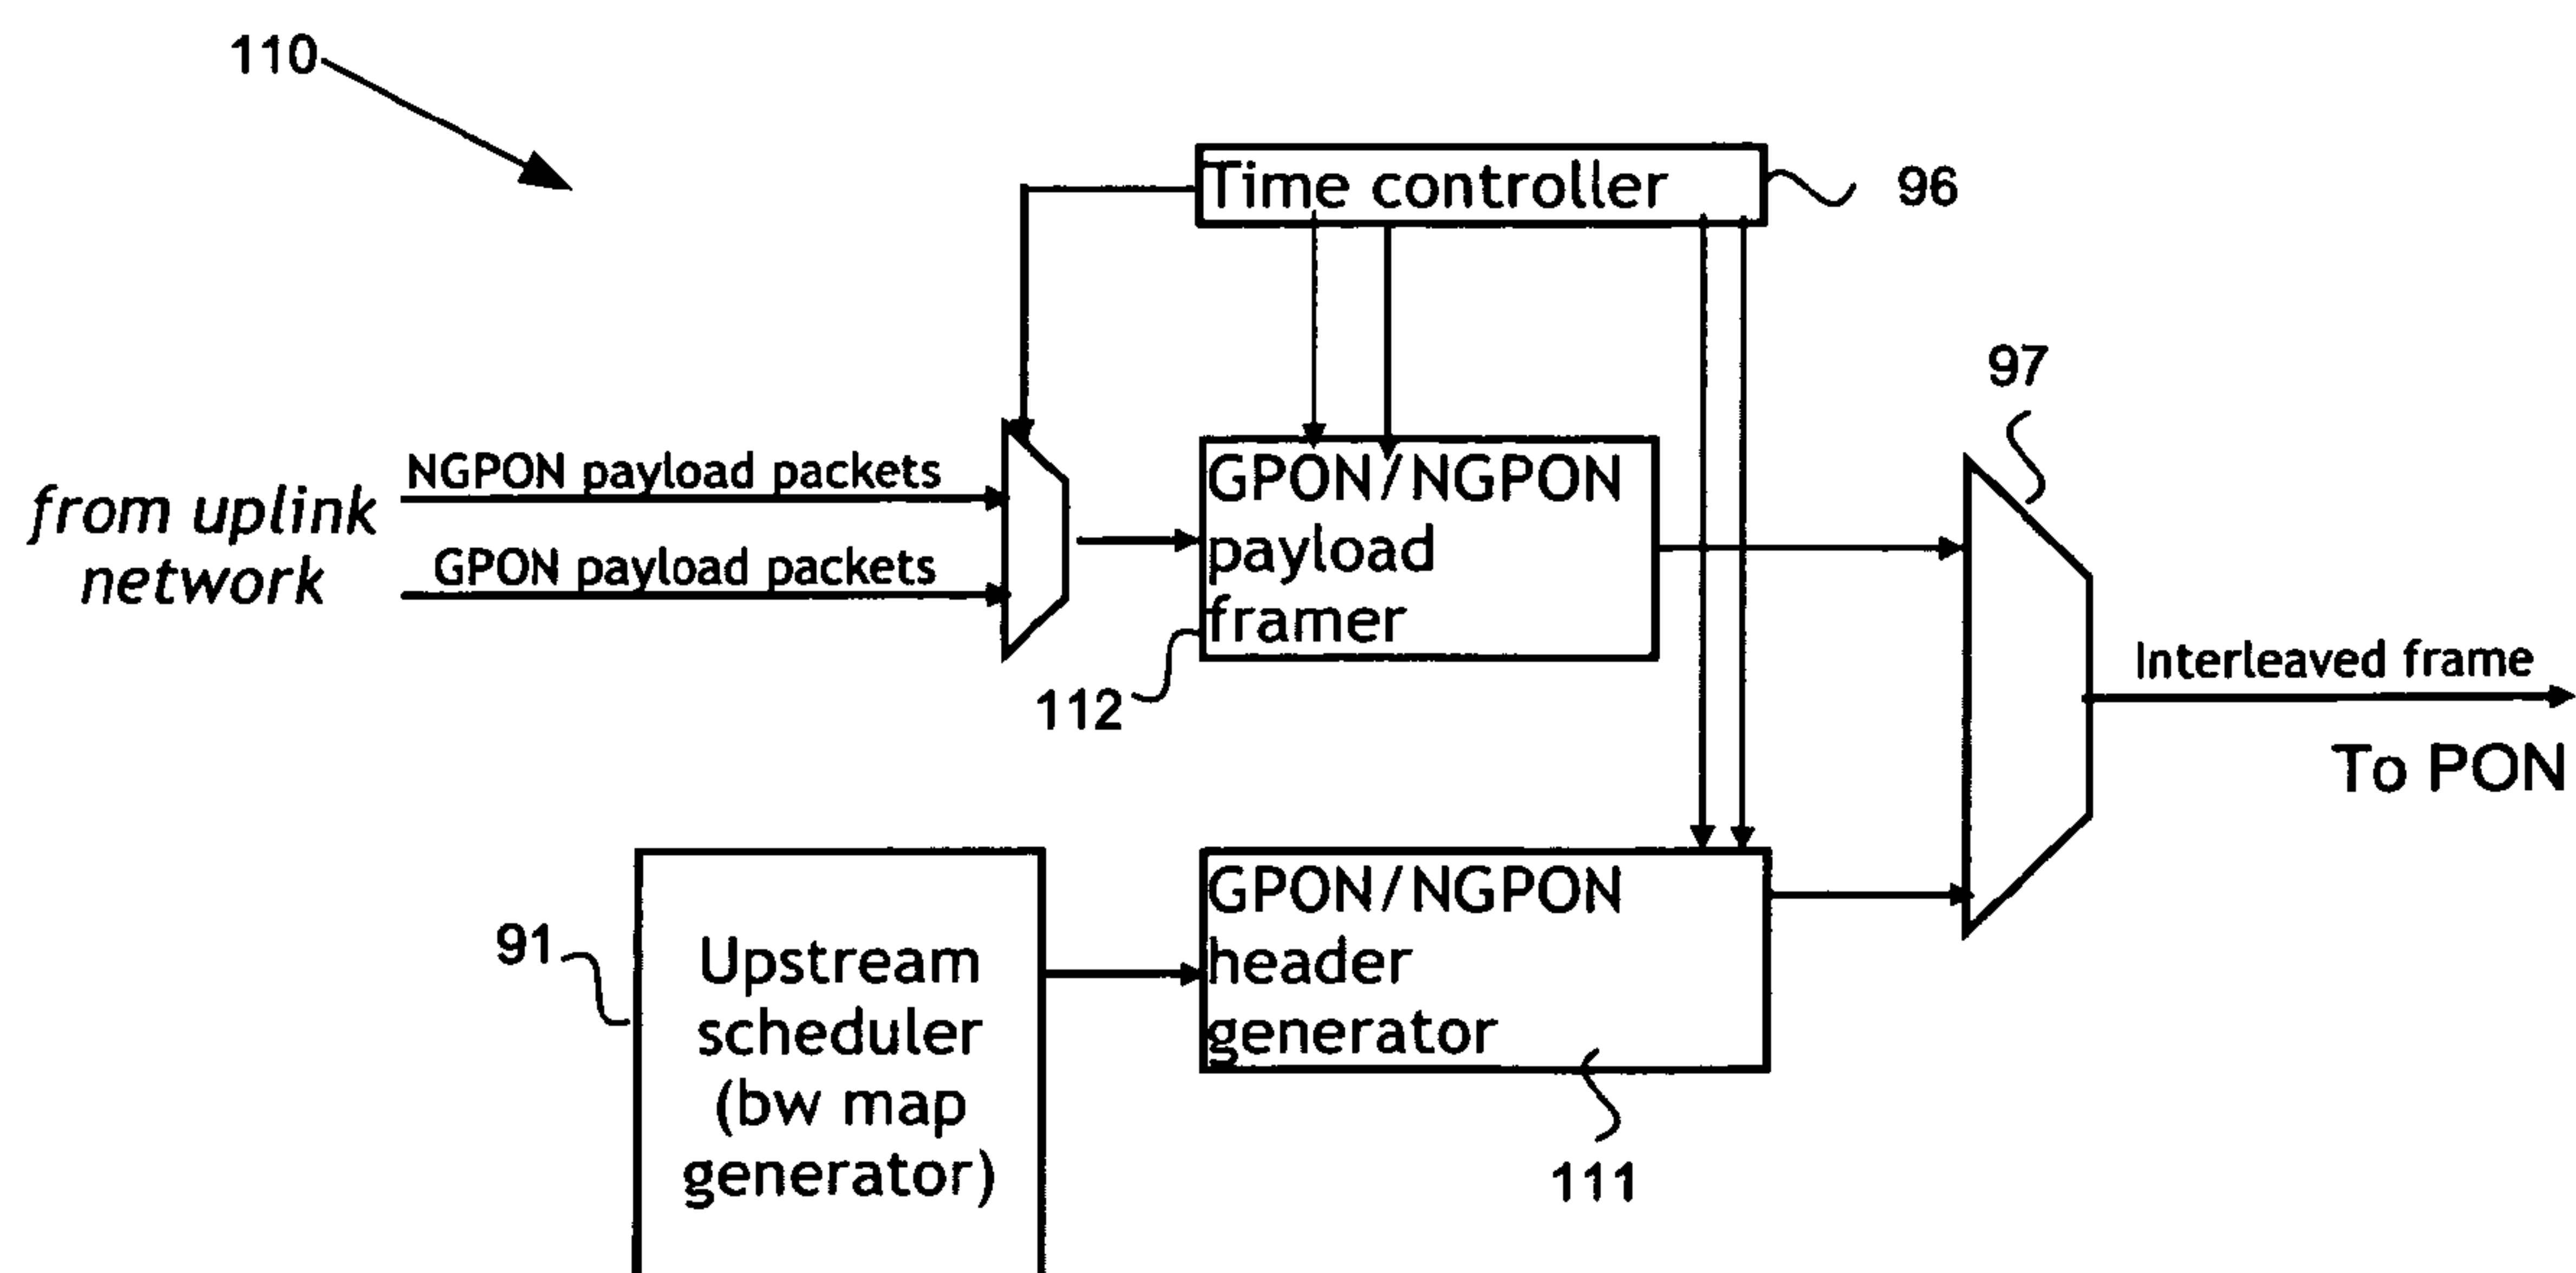 110
Time controller
96
97
NGPON payload packets
from uplink
network
GPON payload packets
GPON/NGPON
payload
framer
112
Interleaved frame
To PON
91
Upstream
scheduler
(bw map
generator)
GPON/NGPON
header
generator
111